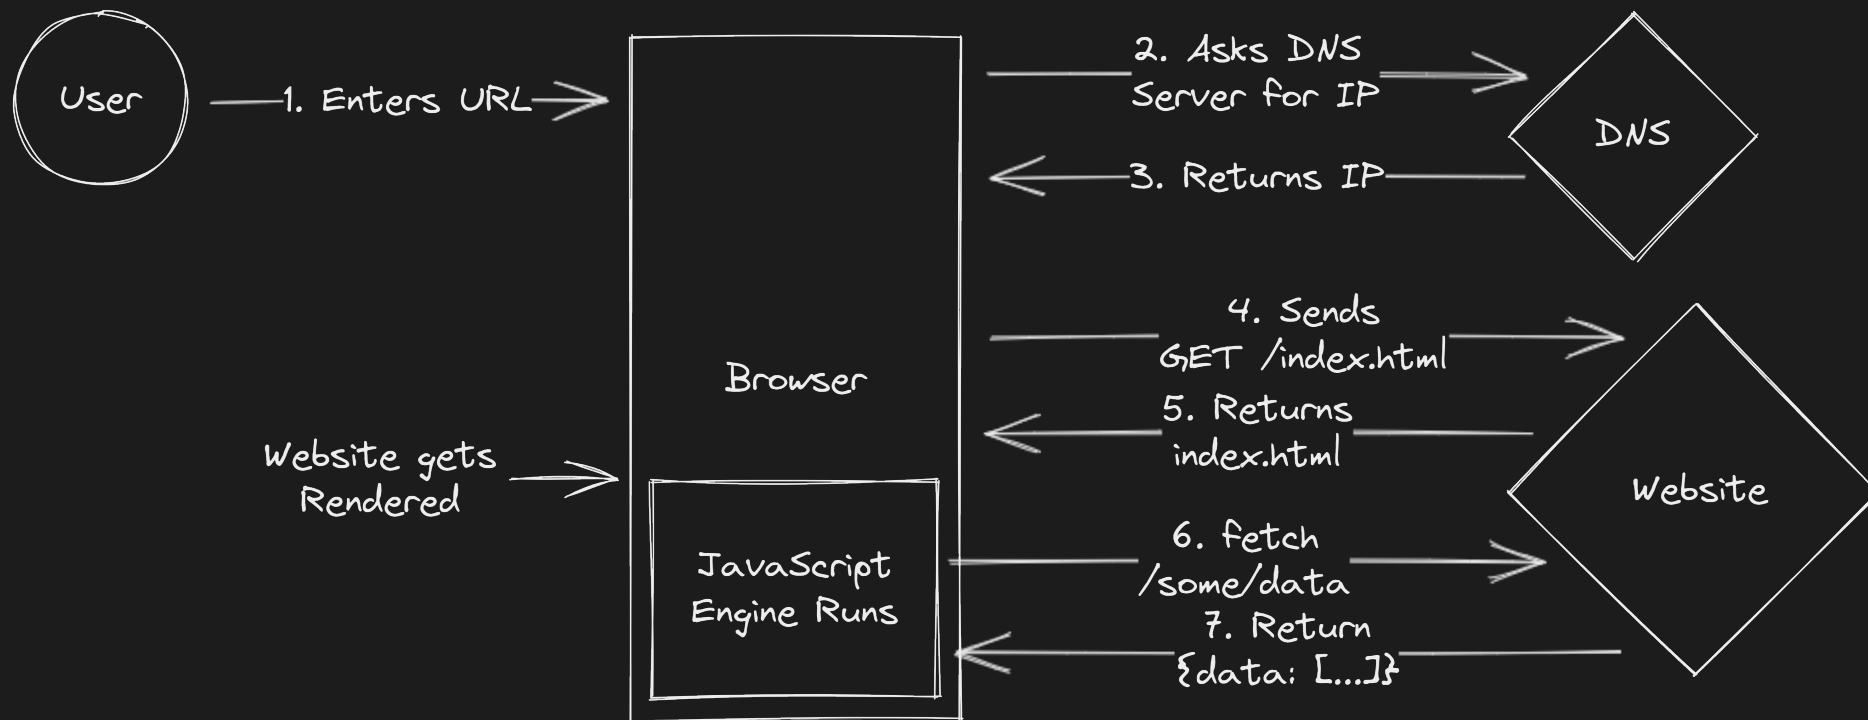 User
1. Enters URL
2. Asks DNS
Server for IP
DNS
3. Returns IP
4. Sends
GET /index.html
Browser
5. Returns
index.html
Website gets
Rendered
Website
JavaScript
Engine Runs
6. fetch
/some/data
7. Return
{data: [...]}